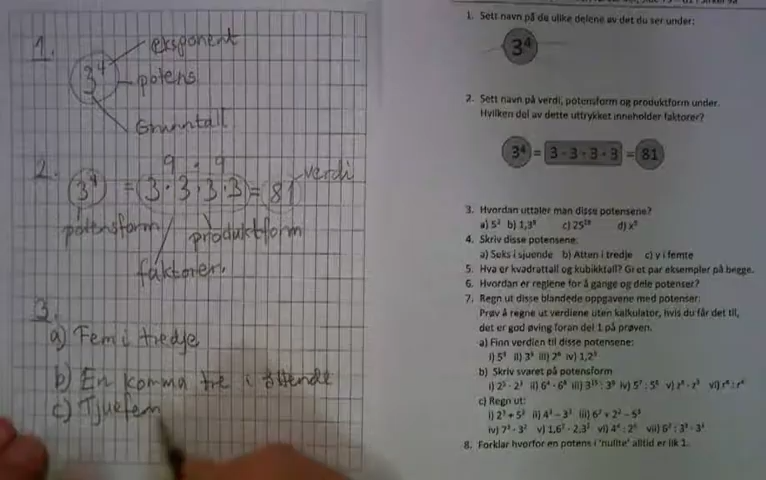 1.
eksponent
3⁴
potens
Grunntall
2.
9 · 9
3⁴ = 3·3·3·3 = 81
verdi
potensform
produktform
faktorer.
3.
a) Fem i tredje
b) En komma tre i åttende
c) Tjuefem
1. Sett navn på de ulike delene av det du ser under:
3⁴
2. Sett navn på verdi, potensform og produktform under.
Hvilken del av dette uttrykket inneholder faktorer?
3⁴ = 3 · 3 · 3 · 3 = 81
3. Hvordan uttaler man disse potensene?
4. Skriv disse potensene:
a) Seks i sjuende b) Atten i tredje c) v i femte
5. Hva er kvadrattall og kubikktall? Gi et par eksempler på begge.
6. Hvordan er reglene for å gange og dele potenser?
7. Regn ut disse blandede oppgavene med potenser.
Prøv å regne ut verdiene uten kalkulator, hvis du får det til,
det er god øving foran del 1 på prøven.
a) Finn verdien til disse potensene:
b) Skriv svaret på potensform
c) Regn ut:
8. Forklar hvorfor en potens i 'nullte' alltid er lik 1.